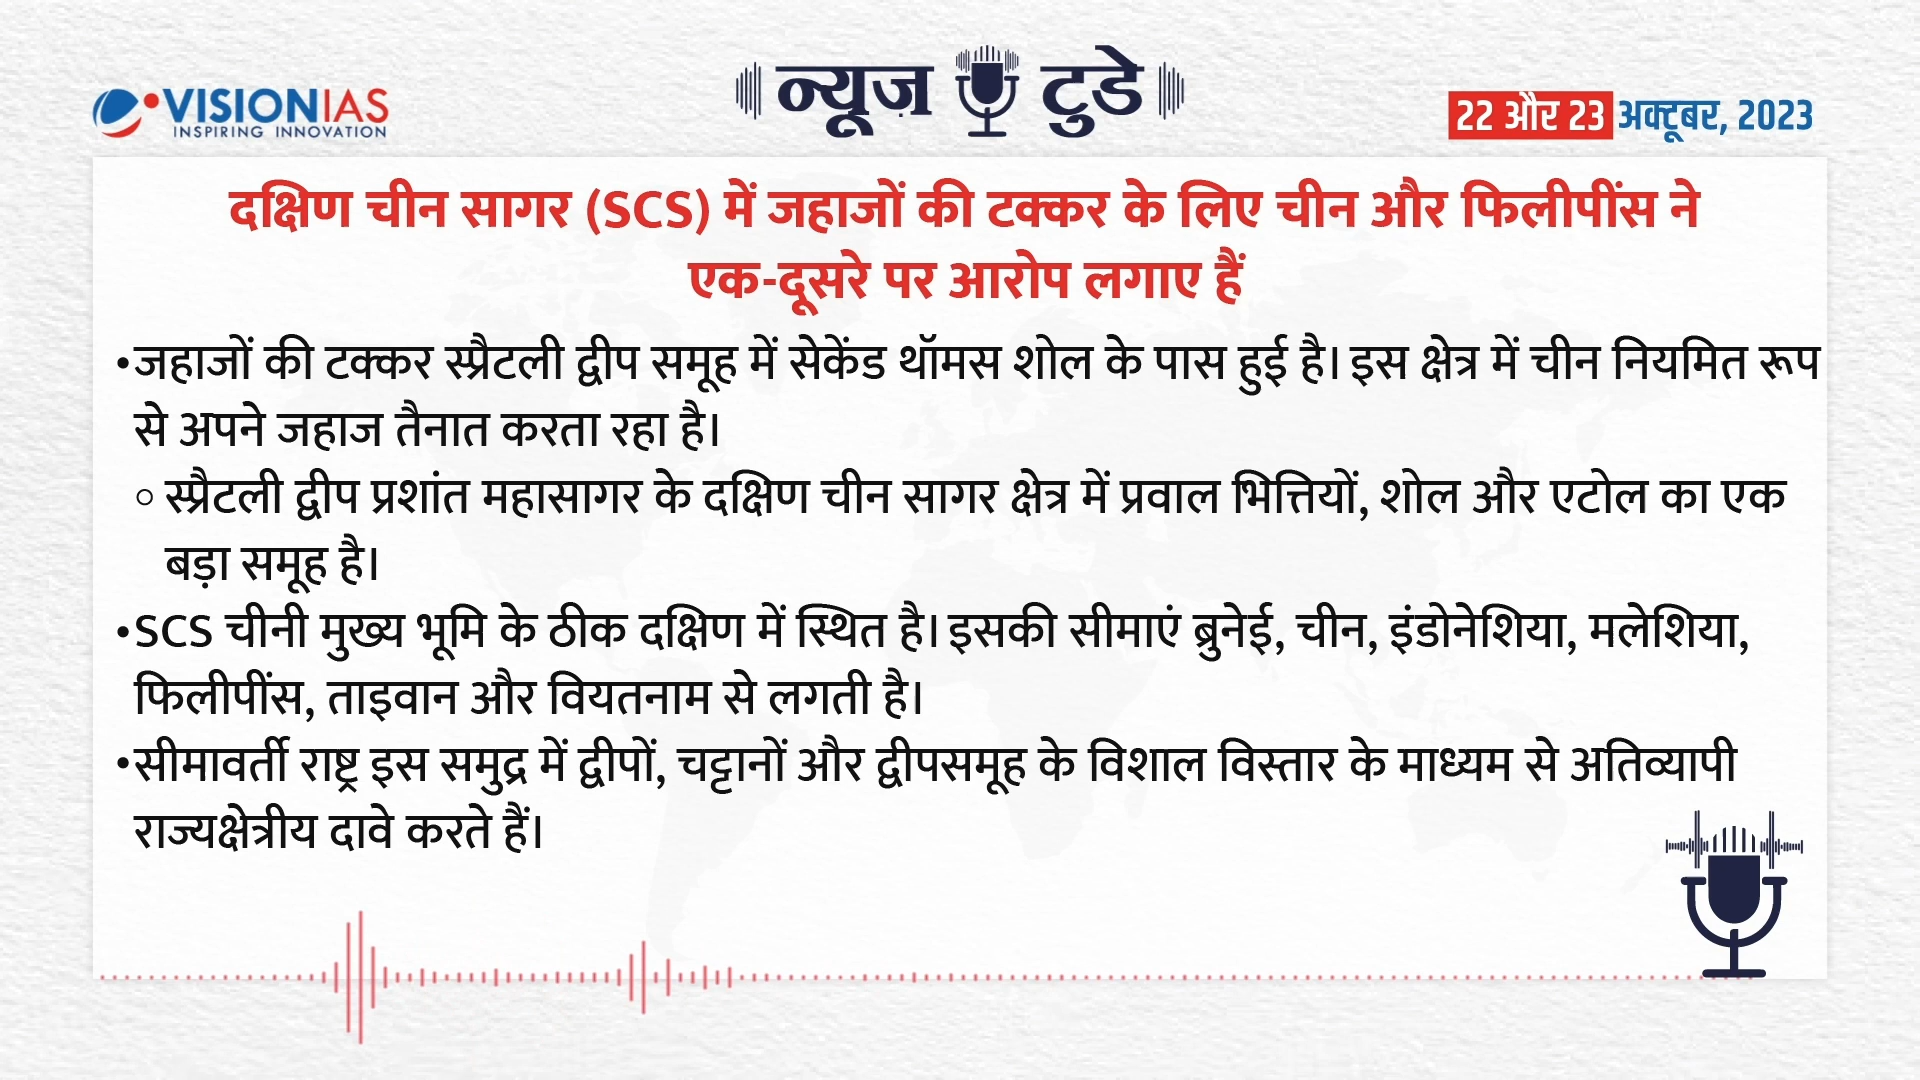 VISIONIAS
INSPIRING INNOVATION
न्यूज़ टुडे
22 और 23 अक्टूबर, 2023
दक्षिण चीन सागर (SCS) में जहाजों की टक्कर के लिए चीन और फिलीपींस ने
एक-दूसरे पर आरोप लगाए हैं
•जहाजों की टक्कर स्प्रैटली द्वीप समूह में सेकेंड थॉमस शोल के पास हुई है। इस क्षेत्र में चीन नियमित रूप
से अपने जहाज तैनात करता रहा है।
○ स्प्रैटली द्वीप प्रशांत महासागर के दक्षिण चीन सागर क्षेत्र में प्रवाल भित्तियों, शोल और एटोल का एक
बड़ा समूह है।
•SCS चीनी मुख्य भूमि के ठीक दक्षिण में स्थित है। इसकी सीमाएं ब्रुनेई, चीन, इंडोनेशिया, मलेशिया,
फिलीपींस, ताइवान और वियतनाम से लगती है।
•सीमावर्ती राष्ट्र इस समुद्र में द्वीपों, चट्टानों और द्वीपसमूह के विशाल विस्तार के माध्यम से अतिव्यापी
राज्यक्षेत्रीय दावे करते हैं।